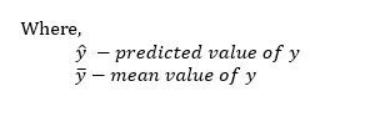 Where,
ŷ – predicted value of y
ȳ – mean value of y